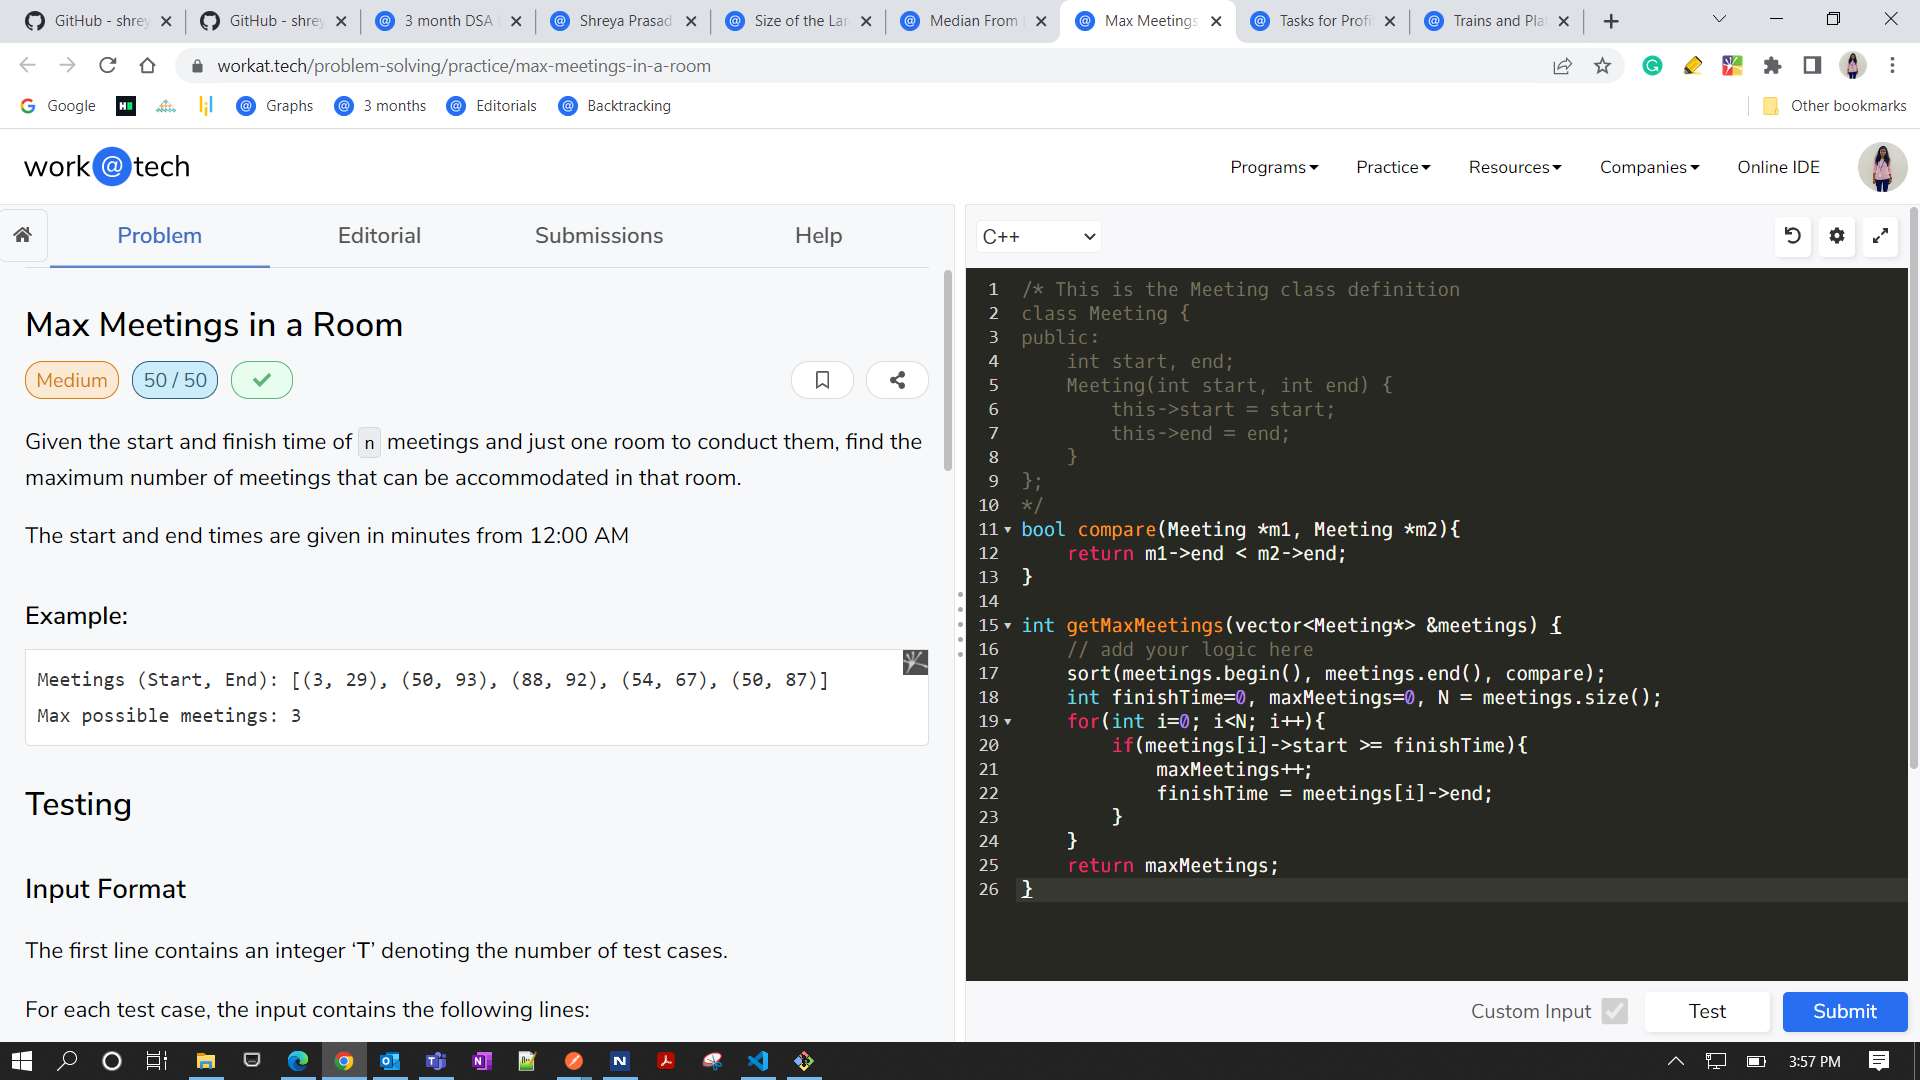 GitHub - shrey
GitHub - shrey
3 month DSA
Shreya Prasad
Size of the Lar
Median From
Max Meetings
Tasks for Profi
Trains and Plat
workat.tech/problem-solving/practice/max-meetings-in-a-room
Google
Graphs
3 months
Editorials
Backtracking
Other bookmarks
work@tech
Programs
Practice
Resources
Companies
Online IDE
Problem
Editorial
Submissions
Help
Max Meetings in a Room
Medium
50 / 50
Given the start and finish time of n meetings and just one room to conduct them, find the
maximum number of meetings that can be accommodated in that room.
The start and end times are given in minutes from 12:00 AM
Example:
Meetings (Start, End): [(3, 29), (50, 93), (88, 92), (54, 67), (50, 87)]
Max possible meetings: 3
Testing
Input Format
The first line contains an integer ‘T’ denoting the number of test cases.
For each test case, the input contains the following lines:
C++
1 /* This is the Meeting class definition
2 class Meeting {
3 public:
4     int start, end;
5     Meeting(int start, int end) {
6         this->start = start;
7         this->end = end;
8     }
9 };
10 */
11 bool compare(Meeting *m1, Meeting *m2){
12     return m1->end < m2->end;
13 }
14
15 int getMaxMeetings(vector<Meeting*> &meetings) {
16     // add your logic here
17     sort(meetings.begin(), meetings.end(), compare);
18     int finishTime=0, maxMeetings=0, N = meetings.size();
19     for(int i=0; i<N; i++){
20         if(meetings[i]->start >= finishTime){
21             maxMeetings++;
22             finishTime = meetings[i]->end;
23         }
24     }
25     return maxMeetings;
26 }
Custom Input
Test
Submit
3:57 PM